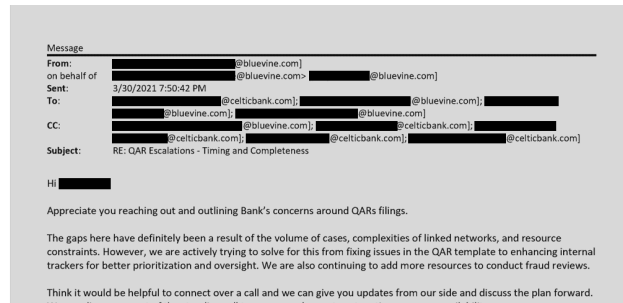 Message
From: @bluevine.com]
on behalf of @bluevine.com> @bluevine.com]
Sent: 3/30/2021 7:50:42 PM
To: @celticbank.com]; @bluevine.com];
@bluevine.com]; @bluevine.com]
CC: @bluevine.com]; @celticbank.com];
@celticbank.com]; @celticbank.com]; @celticbank.com]
Subject: RE: QAR Escalations - Timing and Completeness
Hi
Appreciate you reaching out and outlining Bank's concerns around QARs filings.
The gaps here have definitely been a result of the volume of cases, complexities of linked networks, and resource
constraints. However, we are actively trying to solve for this from fixing issues in the QAR template to enhancing internal
trackers for better prioritization and oversight. We are also continuing to add more resources to conduct fraud reviews.
Think it would be helpful to connect over a call and we can give you updates from our side and discuss the plan forward.